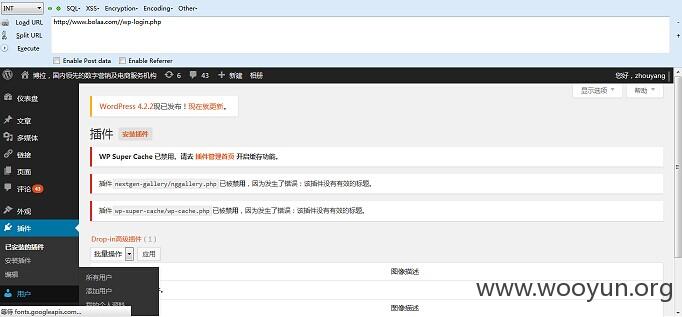 INT SQL- XSS- Encryption- Encoding- Other-
Load URL http://www.bolaa.com//wp-login.php
Split URL
Execute
Enable Post data Enable Referrer
博拉，国内领先的数字营销及电商服务机构 6 43 新建 相册 您好，zhouyang
仪表盘
文章
多媒体
链接
页面
评论 43
外观
插件
已安装的插件
安装插件
编辑
用户
显示选项 帮助
WordPress 4.2.2现已发布！现在就更新。
插件 安装插件
WP Super Cache 已禁用。请去 插件管理首页 开启缓存功能。
插件 nextgen-gallery/nggallery.php 已被禁用，因为发生了错误：该插件没有有效的标题。
插件 wp-super-cache/wp-cache.php 已被禁用，因为发生了错误：该插件没有有效的标题。
Drop-in高级插件（1）
批量操作 应用
图像描述
图像描述
所有用户
添加用户
我的个人资料
等待 fonts.googleapis.com...
www.wooyun.org